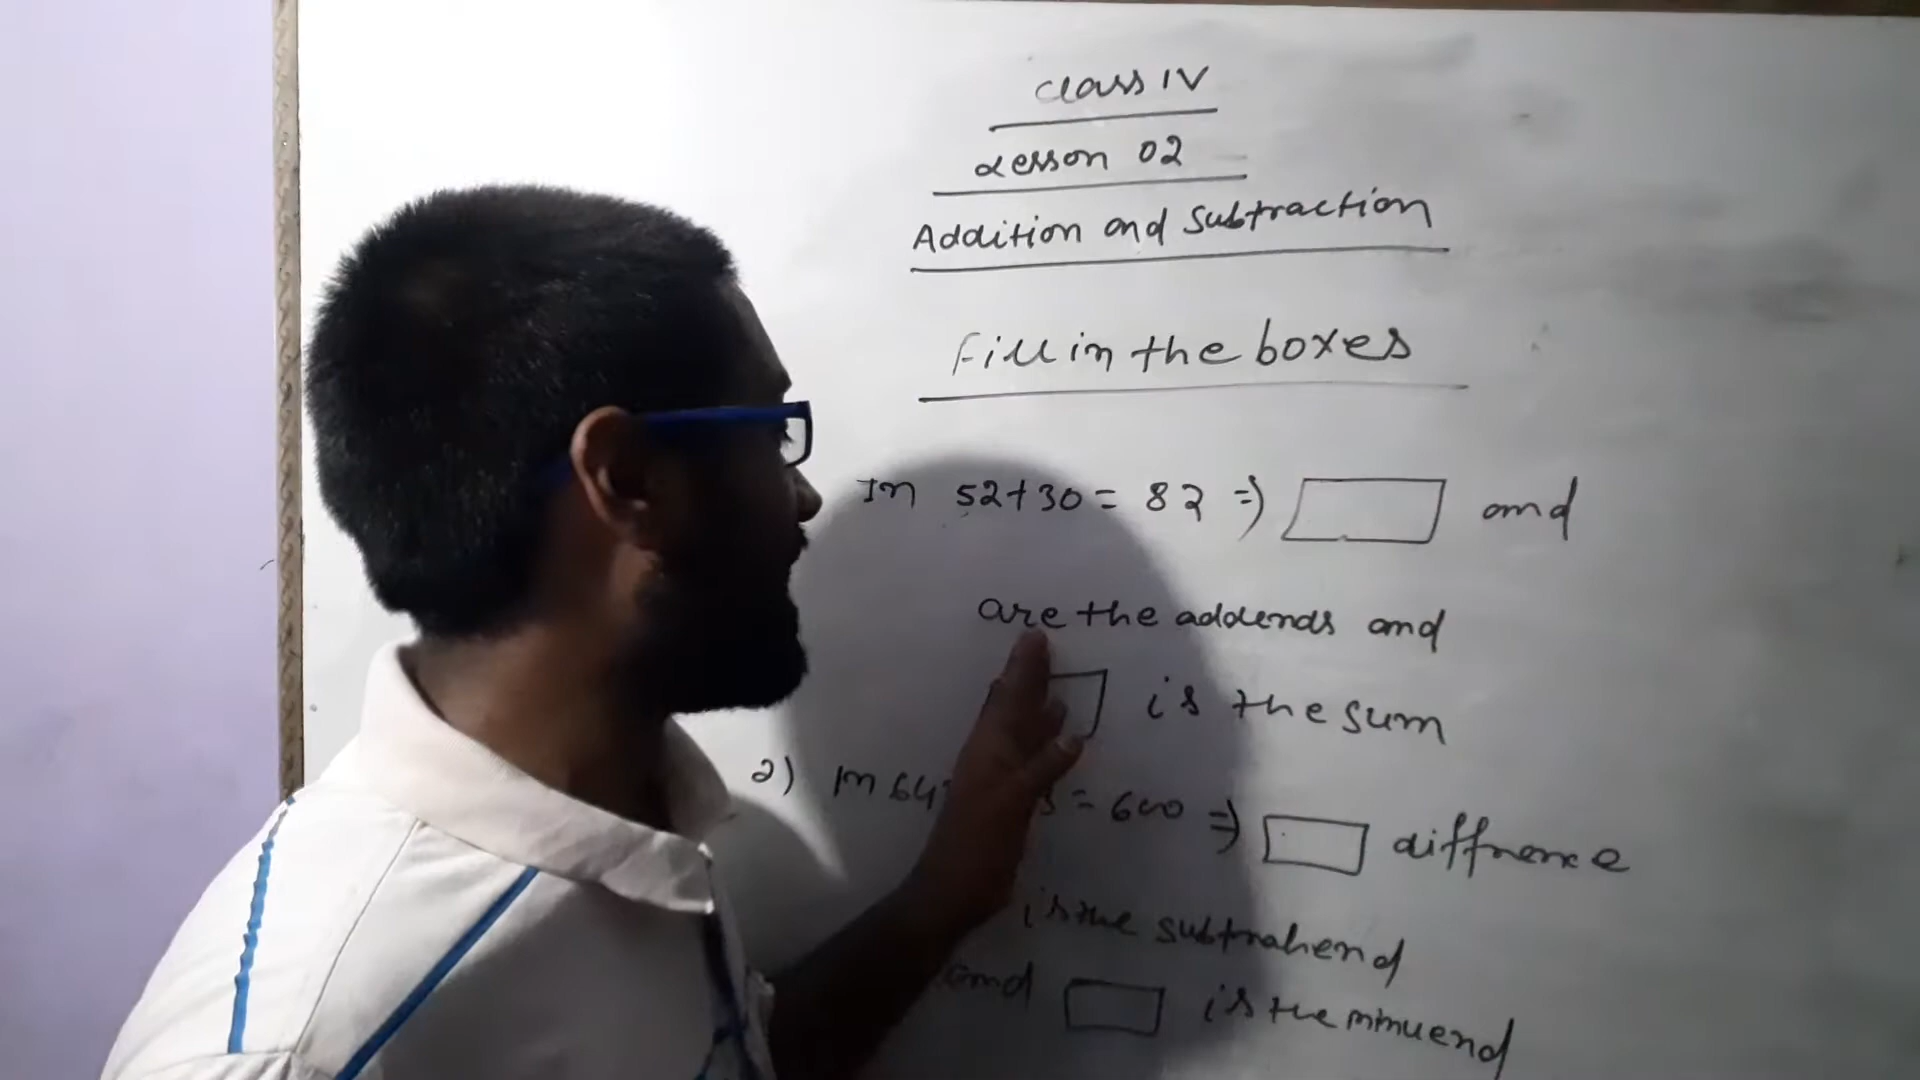 Class IV
Lesson 02
Addition and Subtraction
Fill in the boxes
In 52+30 = 82 ⇒ and
are the addends and
is the sum
2) In = 600 ⇒ diffrence
is the subtrahend
and is the minuend